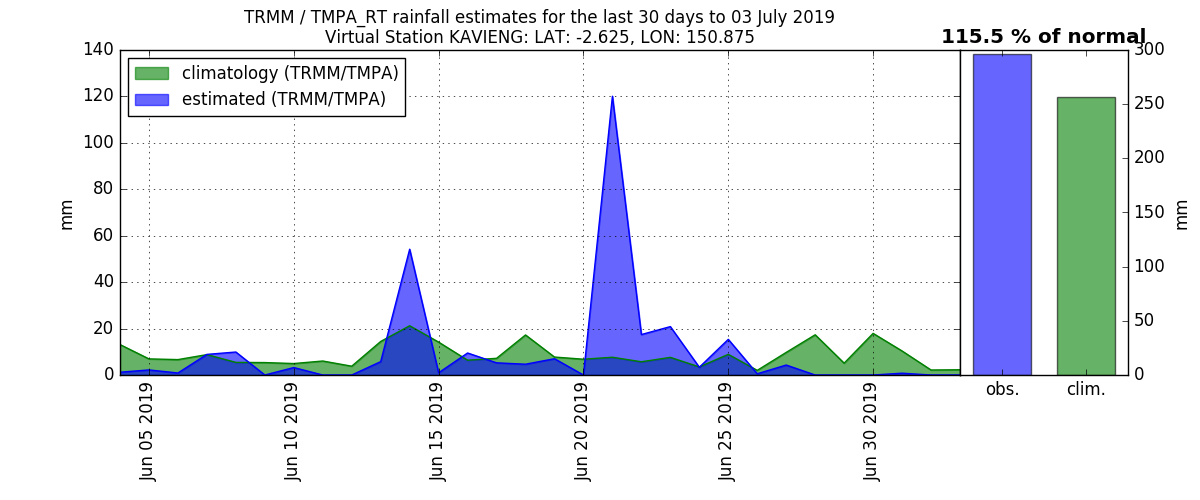 TRMM / TMPA_RT rainfall estimates for the last 30 days to 03 July 2019
Virtual Station KAVIENG: LAT: -2.625, LON: 150.875
115.5 % of normal
climatology (TRMM/TMPA)
estimated (TRMM/TMPA)
140
120
100
80
60
40
20
0
mm
Jun 05 2019
Jun 10 2019
Jun 15 2019
Jun 20 2019
Jun 25 2019
Jun 30 2019
300
250
200
150
100
50
0
mm
obs.
clim.